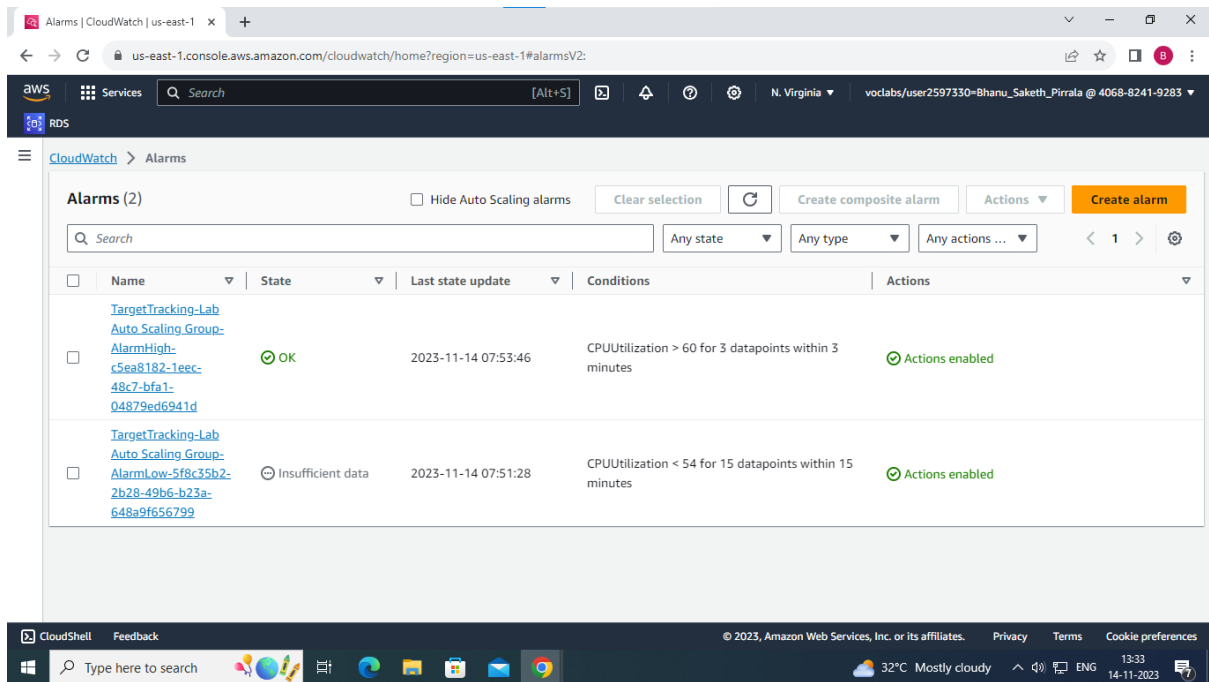 Alarms | CloudWatch | us-east-1
us-east-1.console.aws.amazon.com/cloudwatch/home?region=us-east-1#alarmsV2:
B
aws
Services
Search
[Alt+S]
N. Virginia
voclabs/user2597330=Bhanu_Saketh_Pirrala @ 4068-8241-9283
RDS
CloudWatch > Alarms
Alarms (2)
Hide Auto Scaling alarms
Clear selection
Create composite alarm
Actions
Create alarm
Search
Any state
Any type
Any actions ...
1
Name
State
Last state update
Conditions
Actions
TargetTracking-Lab
Auto Scaling Group-
AlarmHigh-
c5ea8182-1eec-
48c7-bfa1-
04879ed6941d
OK
2023-11-14 07:53:46
CPUUtilization > 60 for 3 datapoints within 3
minutes
Actions enabled
TargetTracking-Lab
Auto Scaling Group-
AlarmLow-5f8c35b2-
2b28-49b6-b23a-
648a9f656799
Insufficient data
2023-11-14 07:51:28
CPUUtilization < 54 for 15 datapoints within 15
minutes
Actions enabled
CloudShell
Feedback
© 2023, Amazon Web Services, Inc. or its affiliates.
Privacy
Terms
Cookie preferences
Type here to search
32°C Mostly cloudy
ENG
13:33
14-11-2023
7